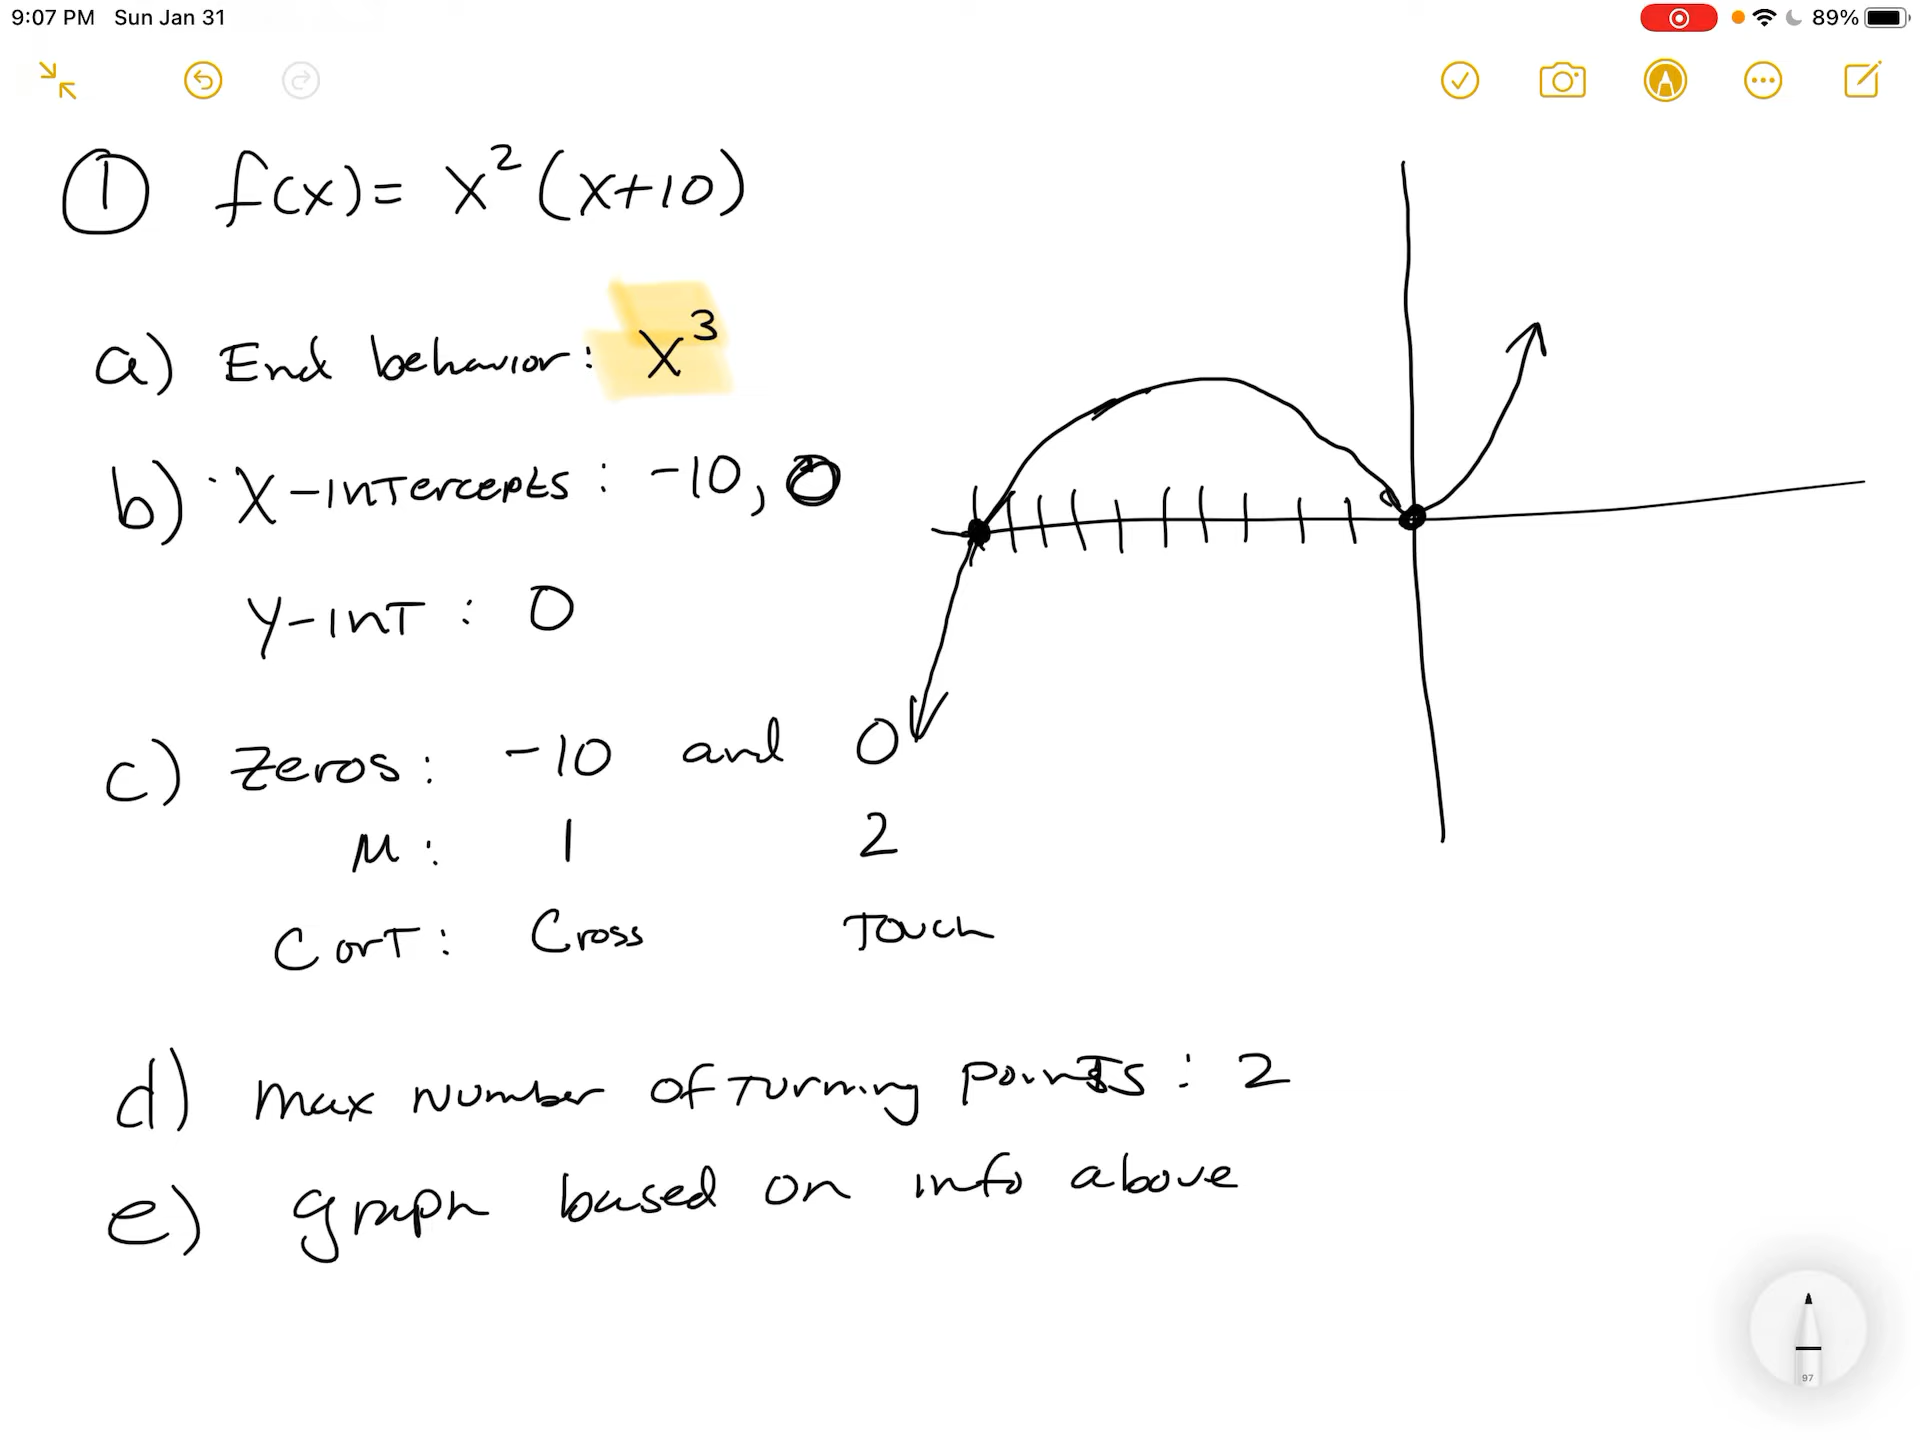 9:07 PM Sun Jan 31 89%
① f(x)= x²(x+10)
a) End behavior: x³
b) X-intercepts: -10, 0
Y-int: 0
c) Zeros: -10 and 0
M: 1 2
C or T: Cross Touch
d) max number of turning points: 2
e) graph based on info above
97